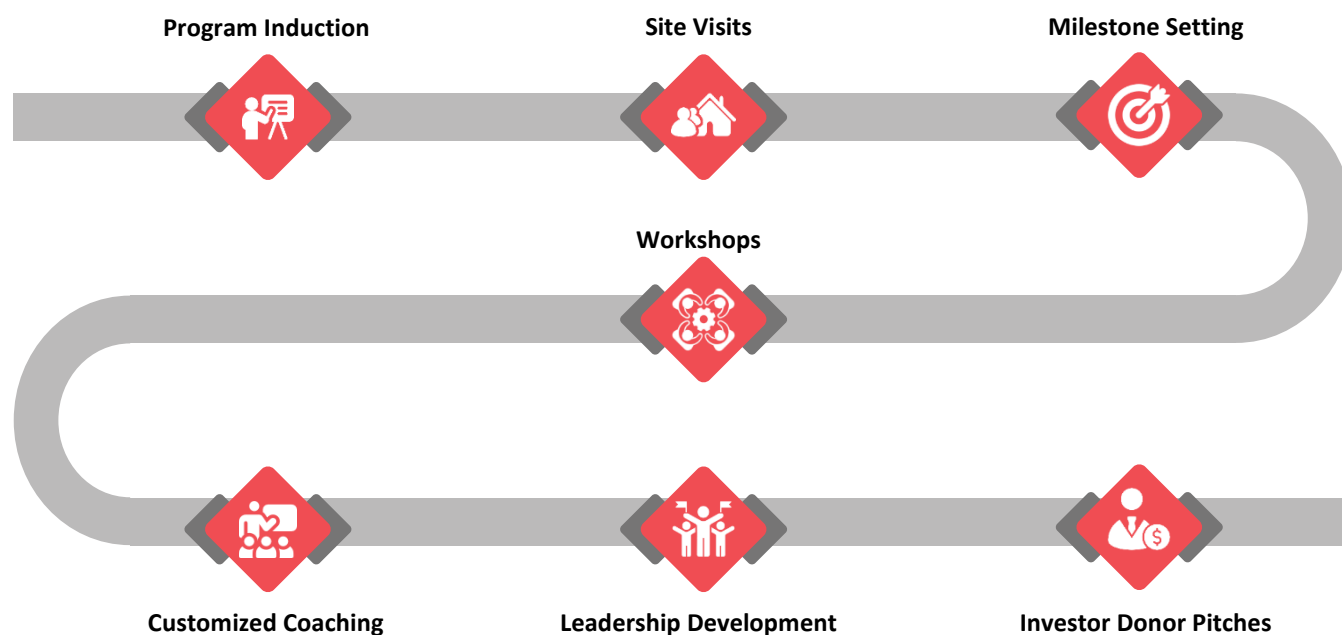 Program Induction
Site Visits
Milestone Setting
Workshops
Customized Coaching
Leadership Development
Investor Donor Pitches